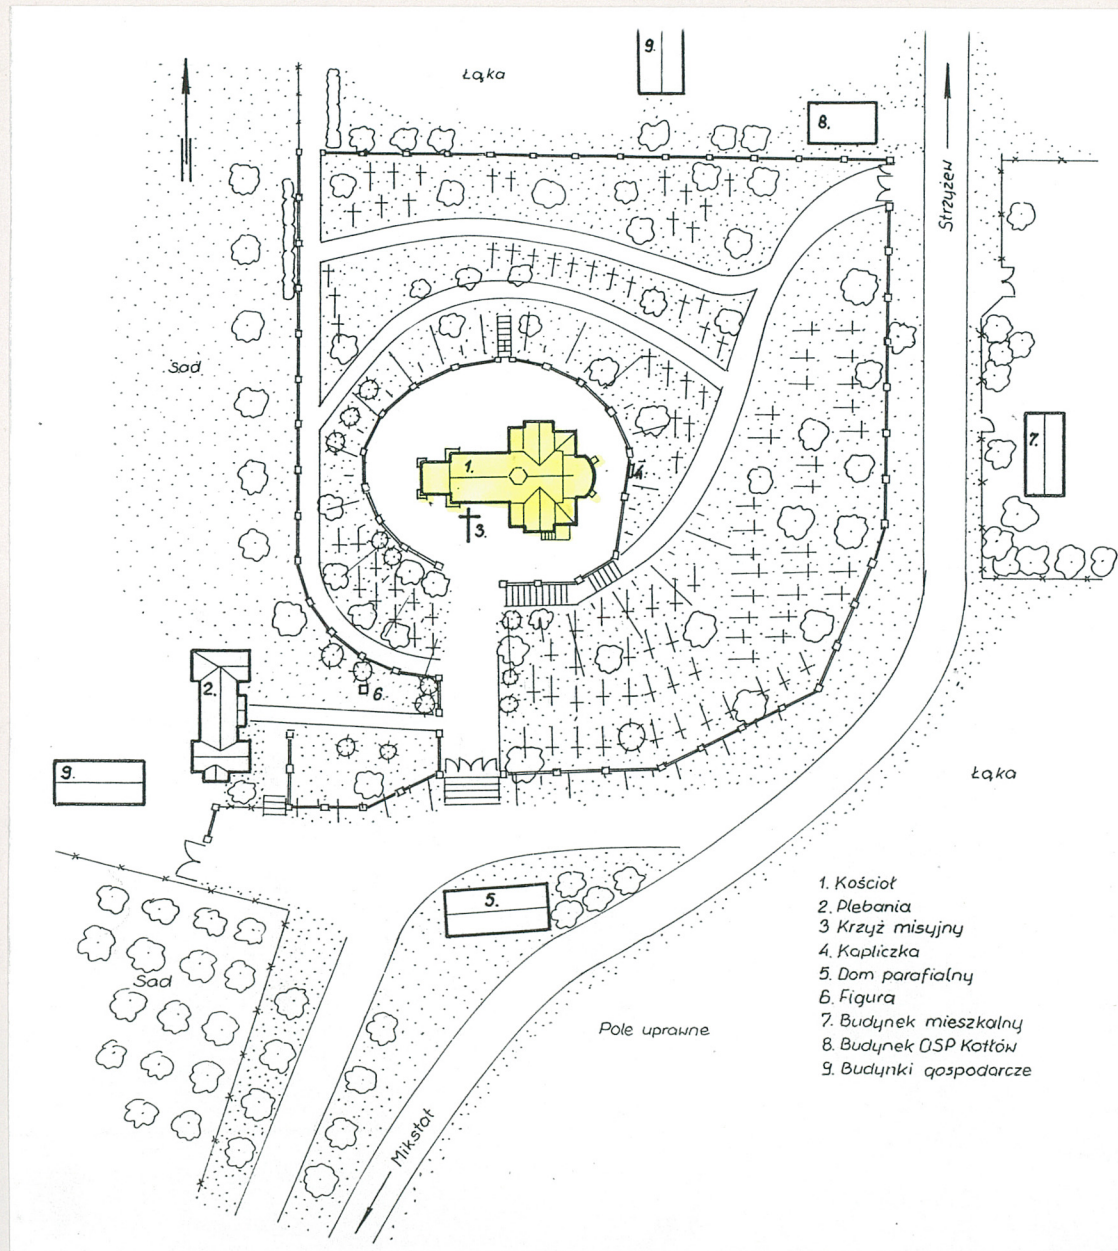 9.
Łąka
8.
Strzyżew
Sad
7.
1.
4
3.
2.
6
9.
Łąka
5.
1. Kościoł
2. Plebania
3 Krzyż misyjny
4. Kapliczka
5. Dom parafialny
6. Figura
7. Budynek mieszkalny
8. Budynek OSP Kotłów
9. Budynki gospodarcze
Sad
Pole uprawne
Mikstat